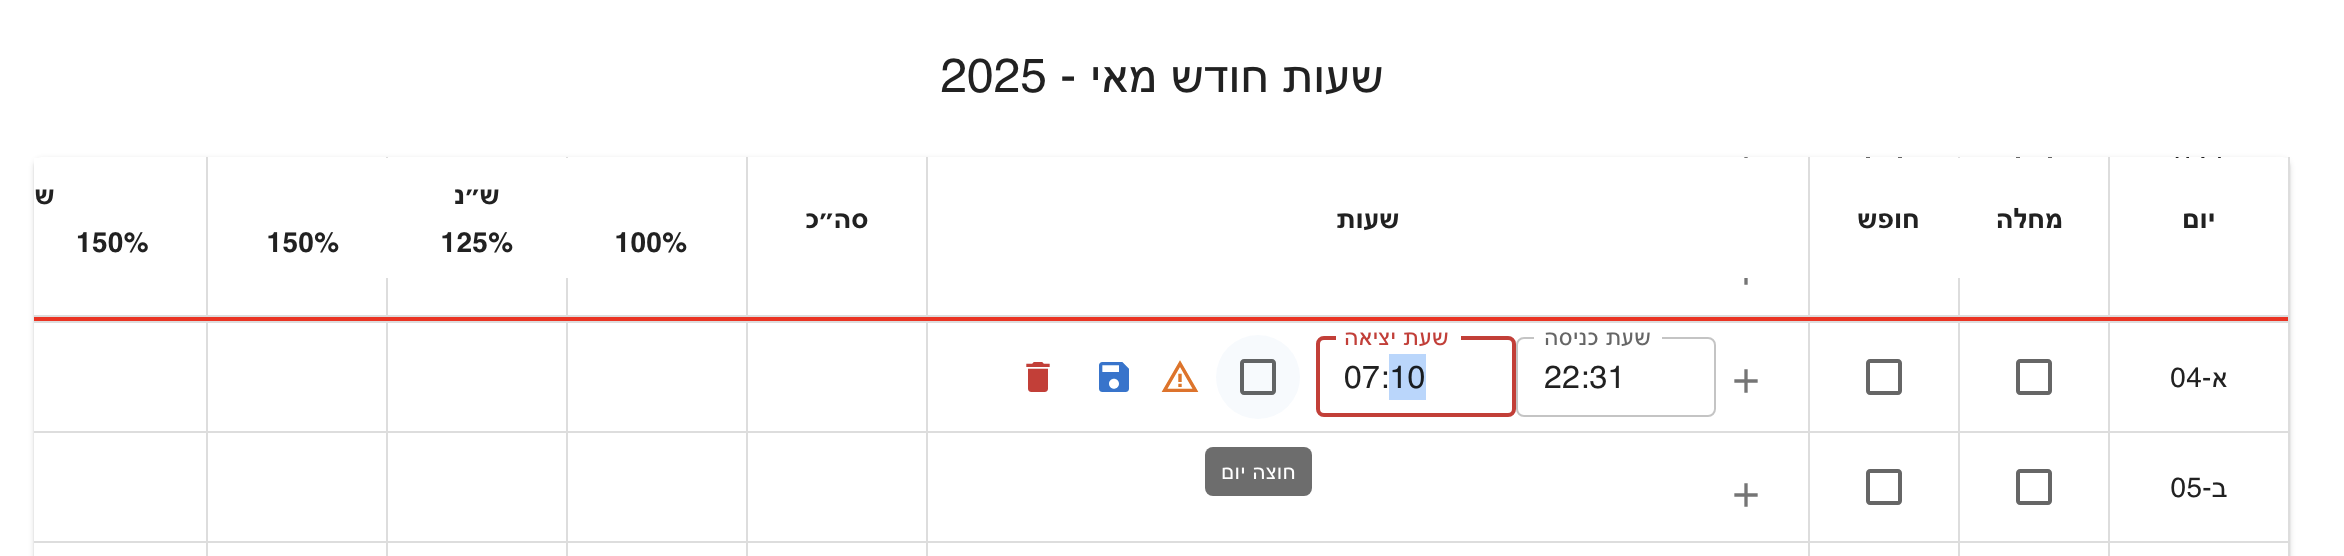 שעות חודש מאי - 2025
יום
מחלה
חופש
שעות
סה״כ
ש״נ
100%
125%
150%
ש
150%
א-04
שעת כניסה
22:31
שעת יציאה
07:10
חוצה יום
ב-05